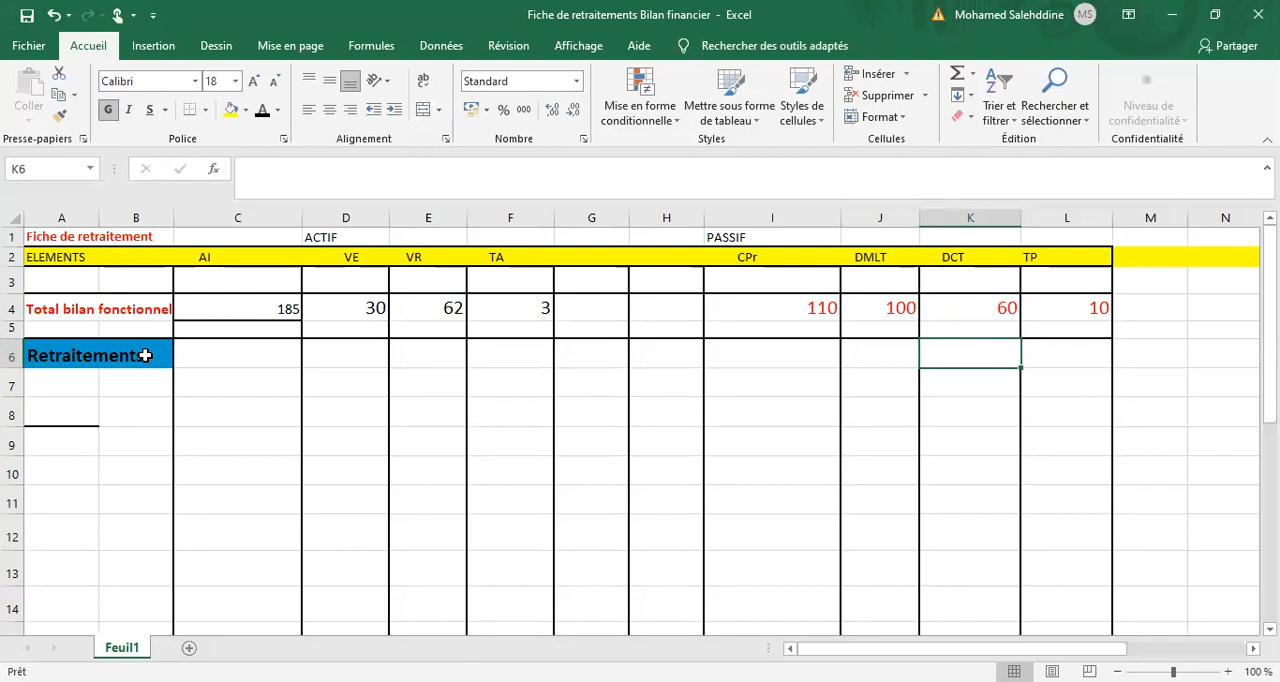 Fiche de retraitements Bilan financier - Excel
Mohamed Salehddine MS
Fichier Accueil Insertion Dessin Mise en page Formules Données Révision Affichage Aide Rechercher des outils adaptés Partager
Coller
Calibri 18
G I S
Standard
% 000
Mise en forme conditionnelle
Mettre sous forme de tableau
Styles de cellules
Insérer
Supprimer
Format
Trier et filtrer
Rechercher et sélectionner
Niveau de confidentialité
Presse-papiers Police Alignement Nombre Styles Cellules Édition Confidentialité
K6 fx
A B C D E F G H I J K L M N
1 Fiche de retraitement ACTIF PASSIF
2 ELEMENTS AI VE VR TA CPr DMLT DCT TP
3
4 Total bilan fonctionnel 185 30 62 3 110 100 60 10
5
6 Retraitements
7
8
9
10
11
12
13
14
Feuil1
Prêt 100 %